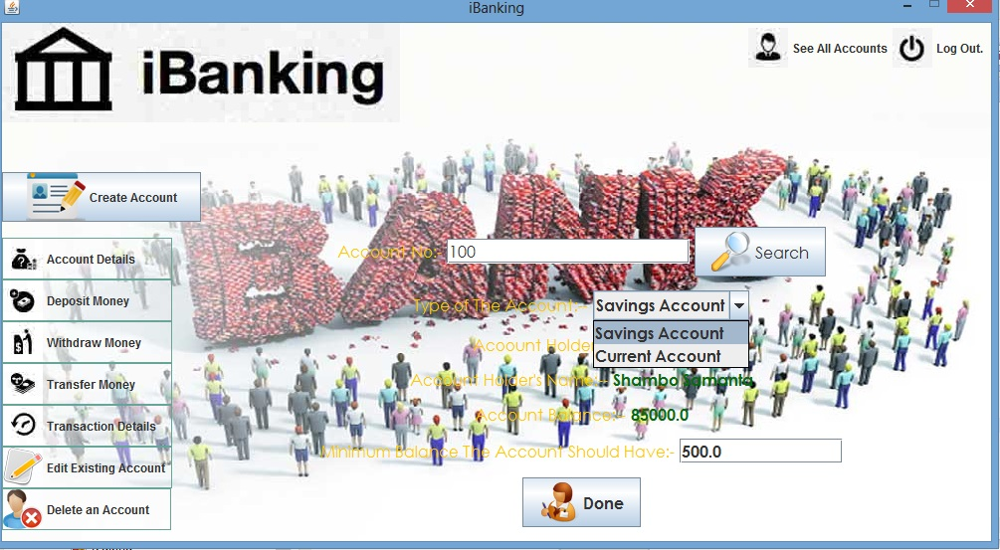 iBanking
iBanking
See All Accounts
Log Out.
BANK
Create Account
Account No:-
100
Search
Account Details
Deposit Money
Withdraw Money
Transfer Money
Transaction Details
Edit Existing Account
Delete an Account
Type of The Account:-
Savings Account
Savings Account
Current Account
Account Holder
Account Horder's Name:- Shamba Samanta
Account Balance:- 85000.0
Minimum Balance The Account Should Have:- 500.0
Done